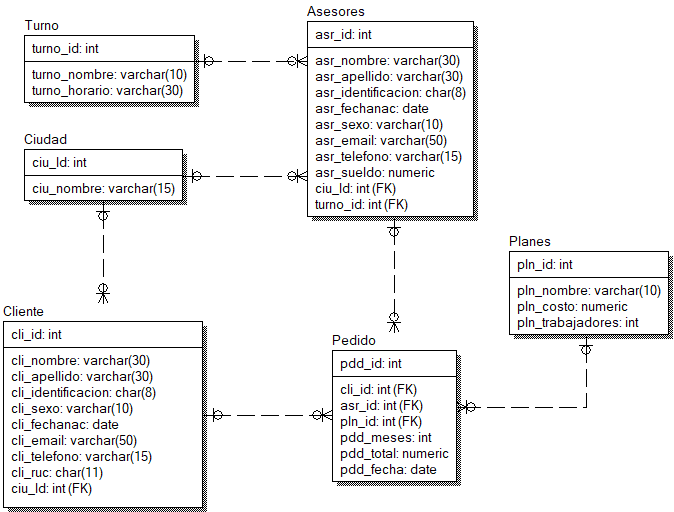 Turno
turno_id: int
turno_nombre: varchar(10)
turno_horario: varchar(30)
Asesores
asr_id: int
asr_nombre: varchar(30)
asr_apellido: varchar(30)
asr_identificacion: char(8)
asr_fechanac: date
asr_sexo: varchar(10)
asr_email: varchar(50)
asr_telefono: varchar(15)
asr_sueldo: numeric
ciu_Id: int (FK)
turno_id: int (FK)
Ciudad
ciu_Id: int
ciu_nombre: varchar(15)
Planes
pln_id: int
pln_nombre: varchar(10)
pln_costo: numeric
pln_trabajadores: int
Cliente
cli_id: int
cli_nombre: varchar(30)
cli_apellido: varchar(30)
cli_identificacion: char(8)
cli_sexo: varchar(10)
cli_fechanac: date
cli_email: varchar(50)
cli_telefono: varchar(15)
cli_ruc: char(11)
ciu_Id: int (FK)
Pedido
pdd_id: int
cli_id: int (FK)
asr_id: int (FK)
pln_id: int (FK)
pdd_meses: int
pdd_total: numeric
pdd_fecha: date